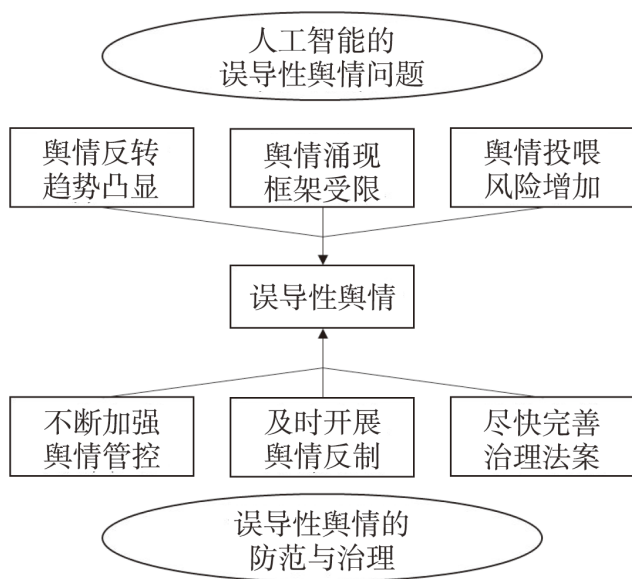 人工智能的
误导性舆情问题
舆情反转
趋势凸显
舆情涌现
框架受限
舆情投喂
风险增加
误导性舆情
不断加强
舆情管控
及时开展
舆情反制
尽快完善
治理法案
误导性舆情的
防范与治理